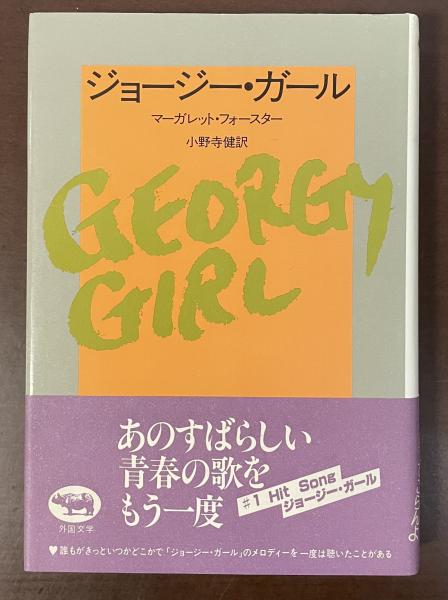 ジョージー・ガール
マーガレット・フォースター
小野寺健訳
GEORGY
GIRL
あのすばらしい
青春の歌を
もう一度
#1 Hit Song
ジョージー・ガール
外国文学
♥誰もがきっといつかどこかで「ジョージー・ガール」のメロディーを一度は聴いたことがある